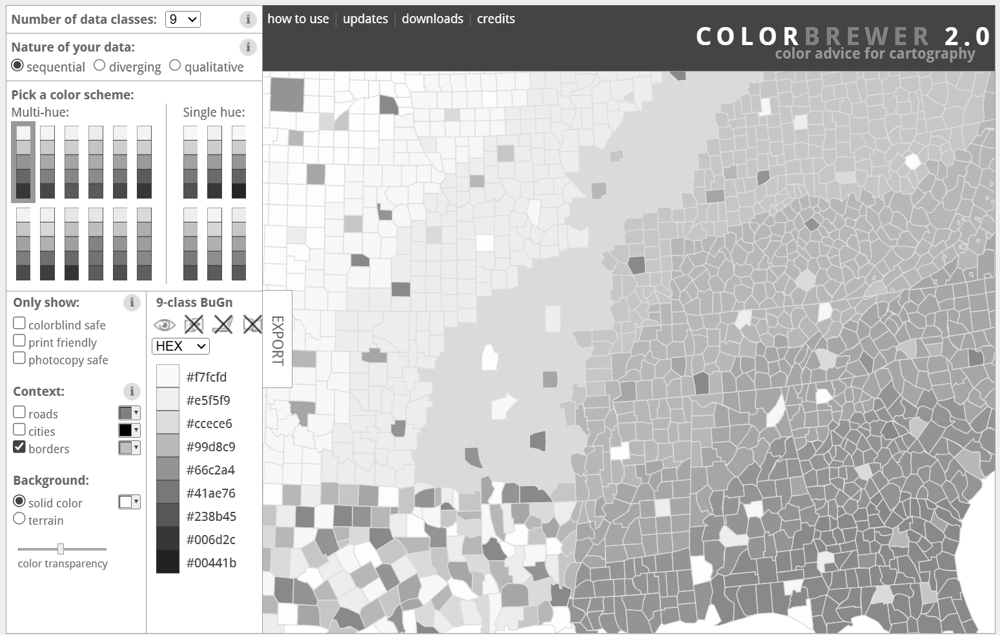 Number of data classes: 9 i
how to use | updates | downloads | credits
COLORBREWER 2.0
color advice for cartography
Nature of your data: i
sequential diverging qualitative
Pick a color scheme:
Multi-hue: Single hue:
Only show: i
colorblind safe
print friendly
photocopy safe
Context: i
roads
cities
borders
Background:
solid color
terrain
color transparency
9-class BuGn
HEX
#f7fcfd
#e5f5f9
#ccece6
#99d8c9
#66c2a4
#41ae76
#238b45
#006d2c
#00441b
EXPORT